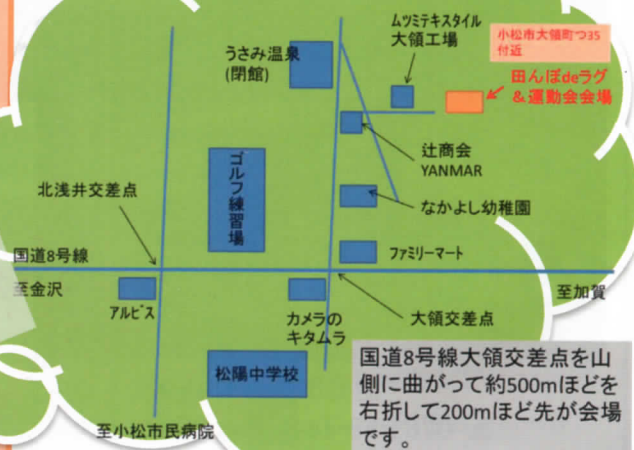 ムツミテキスタイル
大領工場
小松市大領町つ35
付近
うさみ温泉
(閉館)
田んぼdeラグ
＆運動会会場
辻商会
YANMAR
ゴルフ練習場
北浅井交差点
なかよし幼稚園
国道8号線
ファミリーマート
至金沢
至加賀
アルビス
カメラの
キタムラ
大領交差点
松陽中学校
国道8号線大領交差点を山
側に曲がって約500mほどを
右折して200mほど先が会場
です。
至小松市民病院